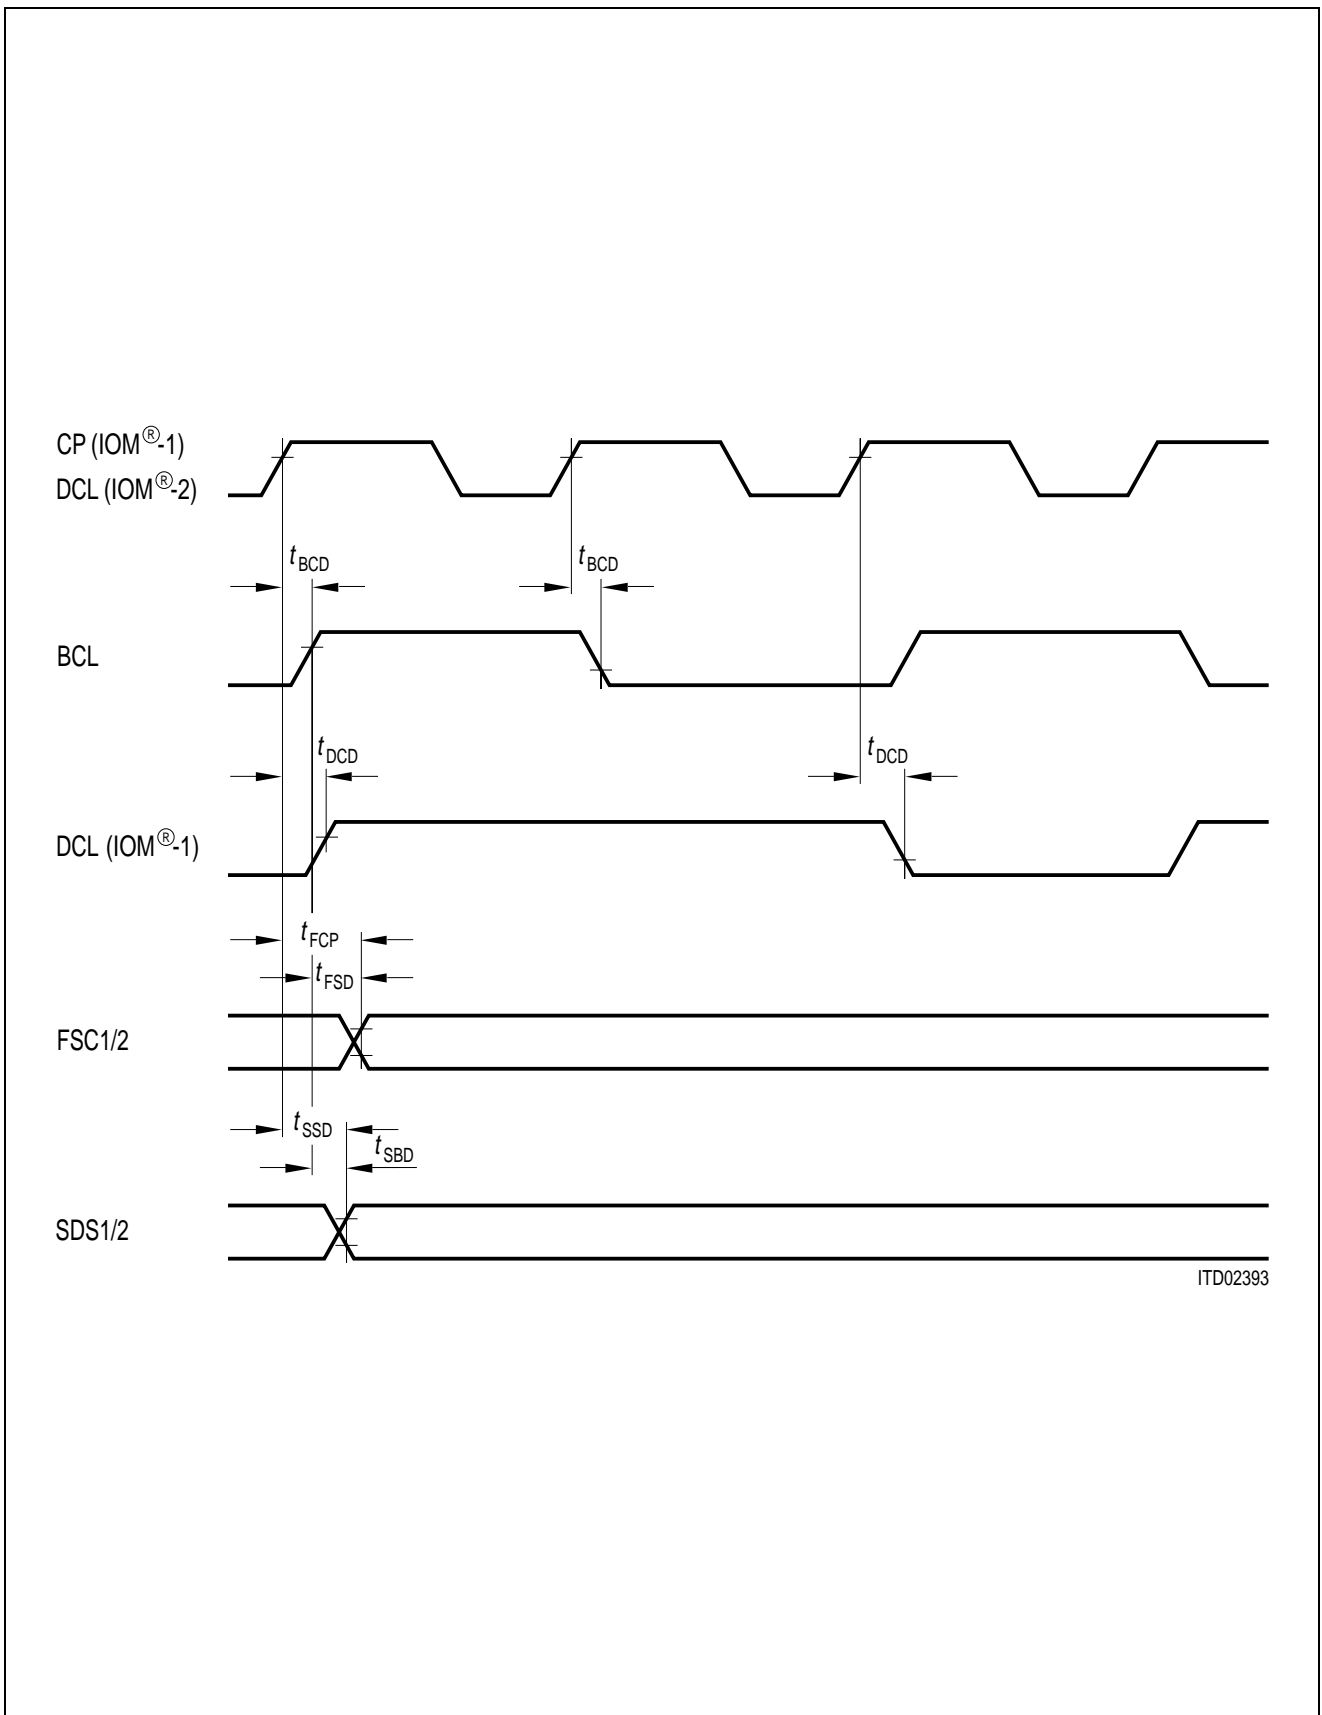 CP (IOM®-1)
DCL (IOM®-2)
tBCD tBCD
BCL
tDCD tDCD
DCL (IOM®-1)
tFCP
tFSD
FSC1/2
tSSD
tSBD
SDS1/2
ITD02393